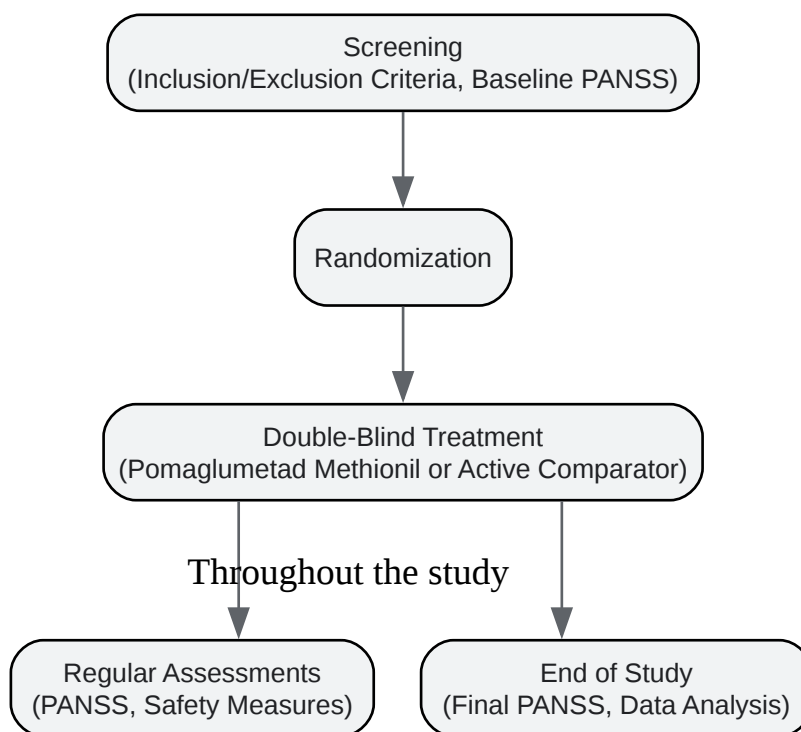 Screening
(Inclusion/Exclusion Criteria, Baseline PANSS)
Randomization
Double-Blind Treatment
(Pomaglumetad Methionil or Active Comparator)
Throughout the study
Regular Assessments
(PANSS, Safety Measures)
End of Study
(Final PANSS, Data Analysis)